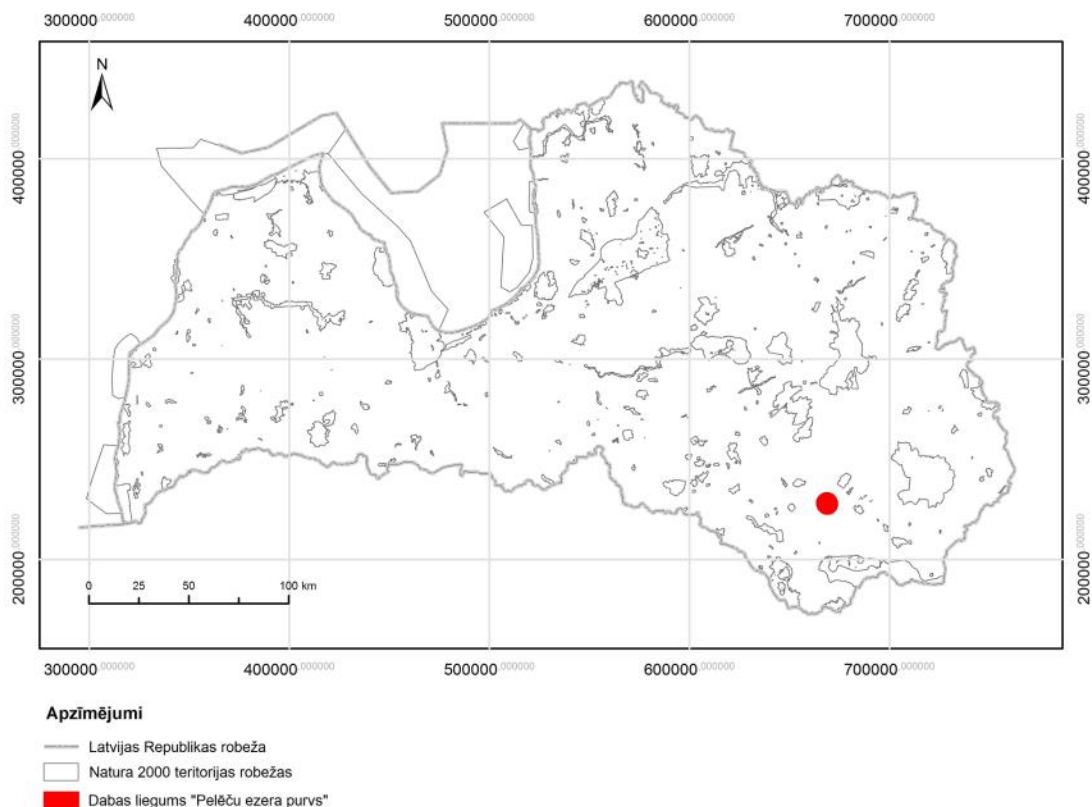 300000,000000 400000,000000 500000,000000 600000,000000 700000,000000
N
400000,000000 400000,000000
300000,000000 300000,000000
200000,000000 200000,000000
0 25 50 100 km
300000,000000 400000,000000 500000,000000 600000,000000 700000,000000
Apzīmējumi
Latvijas Republikas robeža
Natura 2000 teritorijas robežas
Dabas liegums "Pelēču ezera purvs"